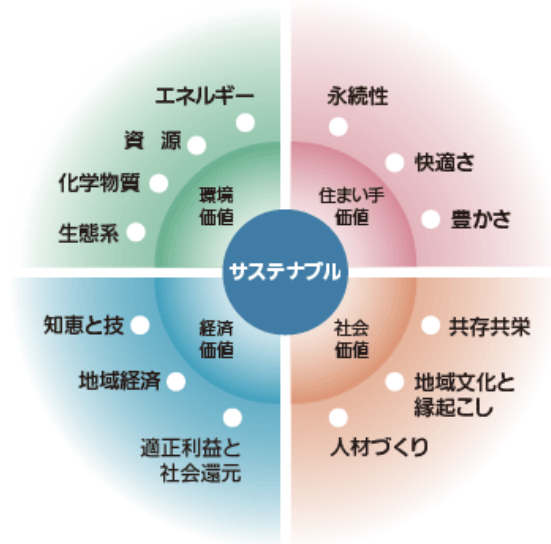 エネルギー
資 源
化学物質
生態系
環境
価値
永続性
快適さ
豊かさ
住まい手
価値
サステナブル
知恵と技
地域経済
適正利益と
社会還元
経済
価値
共存共栄
地域文化と
縁起こし
人材づくり
社会
価値